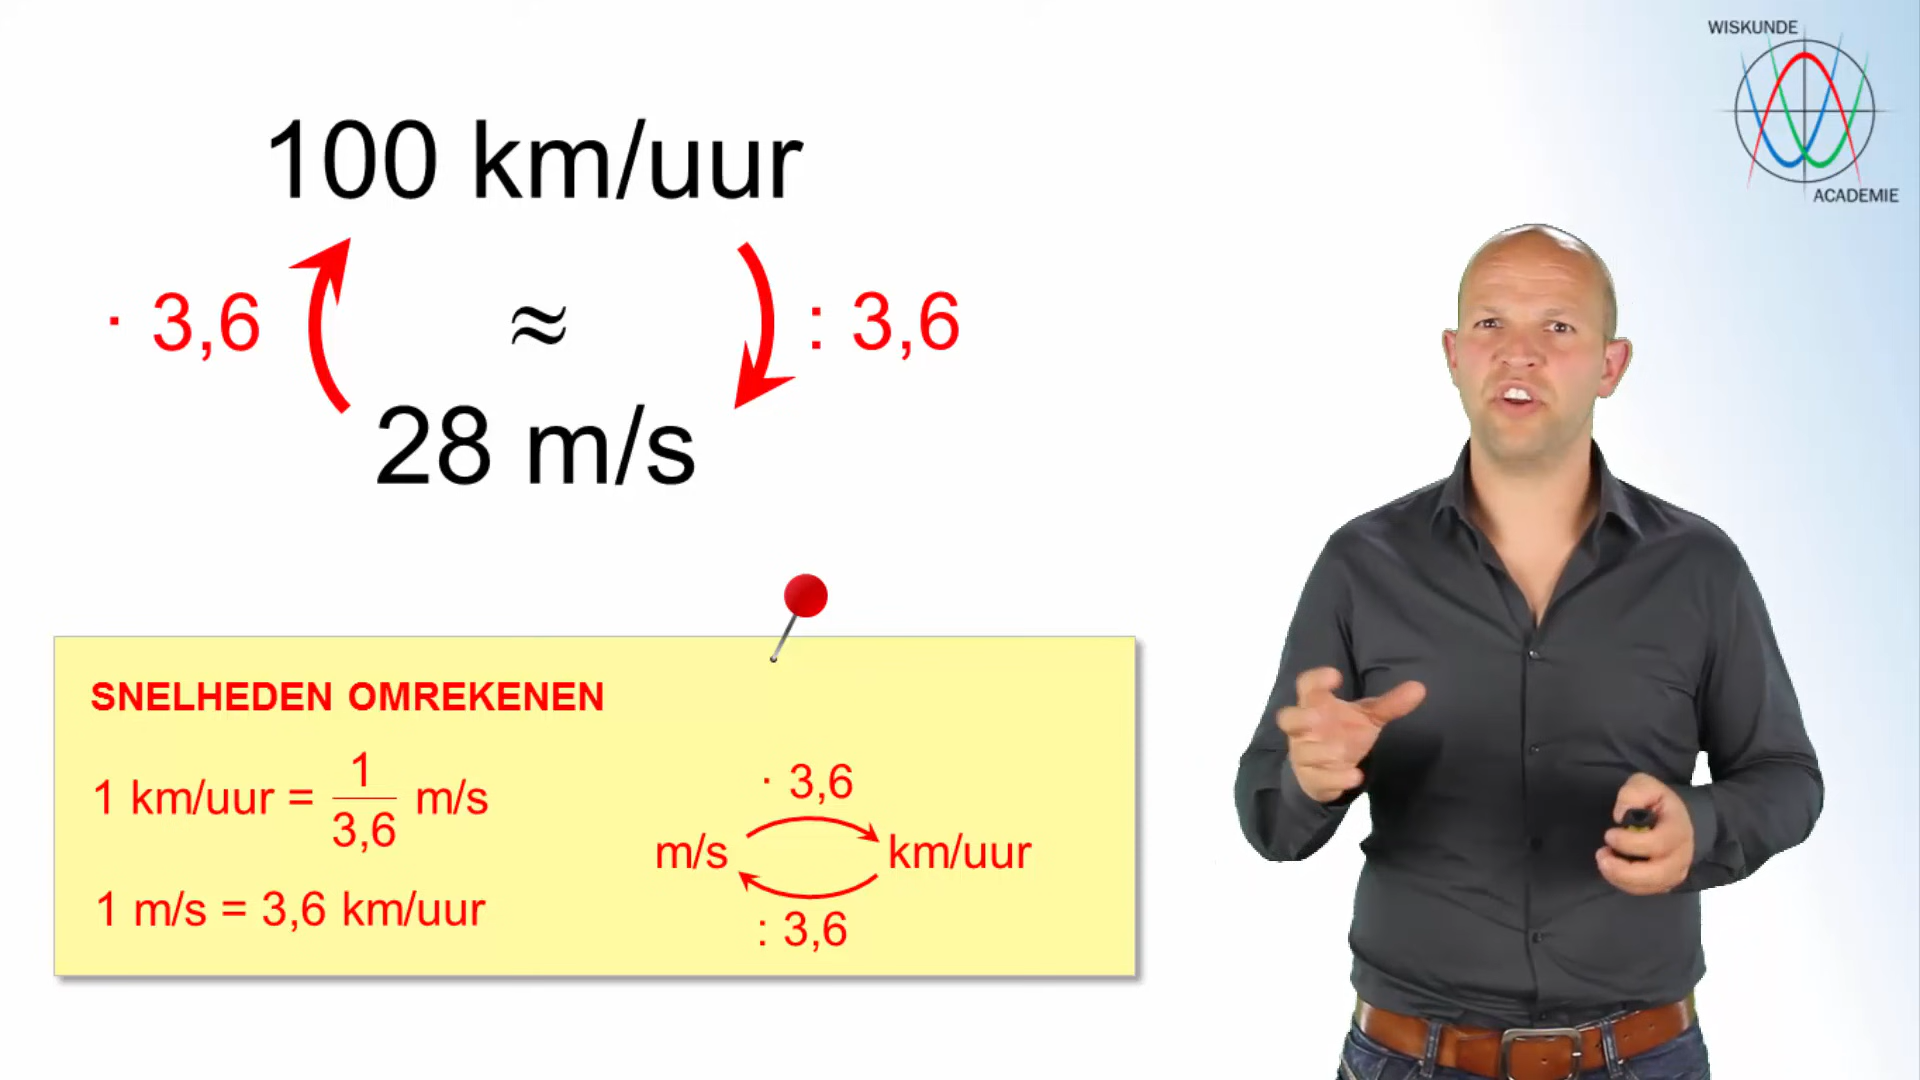 WISKUNDE
ACADEMIE
100 km/uur
· 3,6
≈
: 3,6
28 m/s
SNELHEDEN OMREKENEN
1 km/uur = 1/3,6 m/s
1 m/s = 3,6 km/uur
· 3,6
m/s km/uur
: 3,6